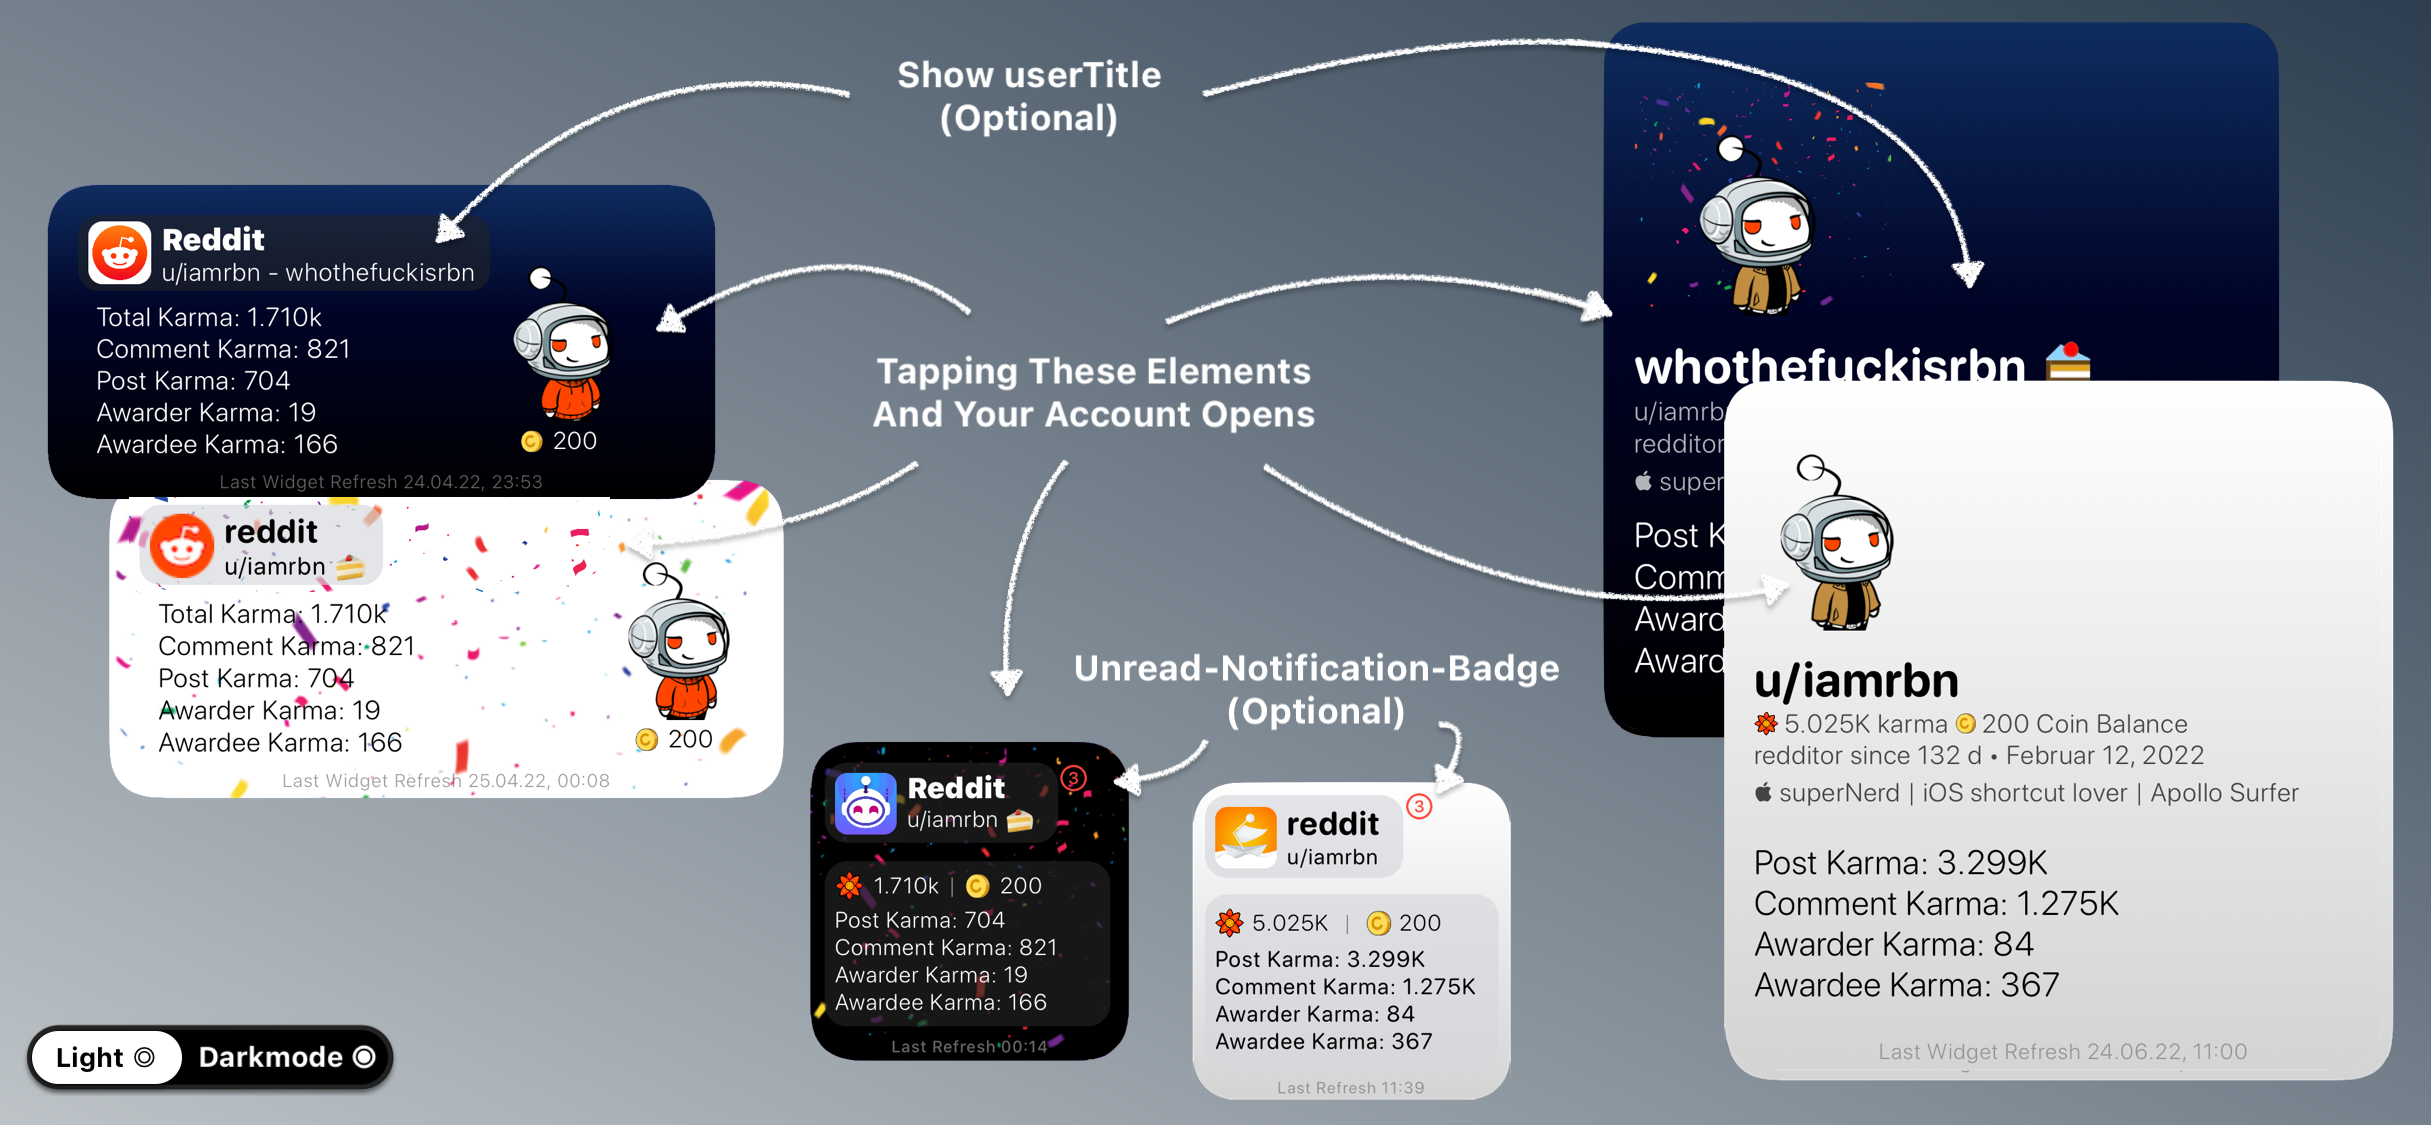 Show userTitle
(Optional)
Reddit
u/iamrbn - whothefuckisrbn
Total Karma: 1.710k
Comment Karma: 821
Post Karma: 704
Awarder Karma: 19
Awardee Karma: 166
200
Last Widget Refresh 24.04.22, 23:53
Tapping These Elements
And Your Account Opens
whothefuckisrbn
u/iamrb
redditor
super
Post K
Comm
Award
Award
reddit
u/iamrbn
Total Karma: 1.710k
Comment Karma: 821
Post Karma: 704
Awarder Karma: 19
Awardee Karma: 166
200
Last Widget Refresh 25.04.22, 00:08
Unread-Notification-Badge
(Optional)
Reddit
u/iamrbn
3
1.710k | 200
Post Karma: 704
Comment Karma: 821
Awarder Karma: 19
Awardee Karma: 166
Last Refresh 00:14
reddit
u/iamrbn
3
5.025K | 200
Post Karma: 3.299K
Comment Karma: 1.275K
Awarder Karma: 84
Awardee Karma: 367
Last Refresh 11:39
u/iamrbn
5.025K karma 200 Coin Balance
redditor since 132 d • Februar 12, 2022
superNerd | iOS shortcut lover | Apollo Surfer
Post Karma: 3.299K
Comment Karma: 1.275K
Awarder Karma: 84
Awardee Karma: 367
Last Widget Refresh 24.06.22, 11:00
Light
Darkmode